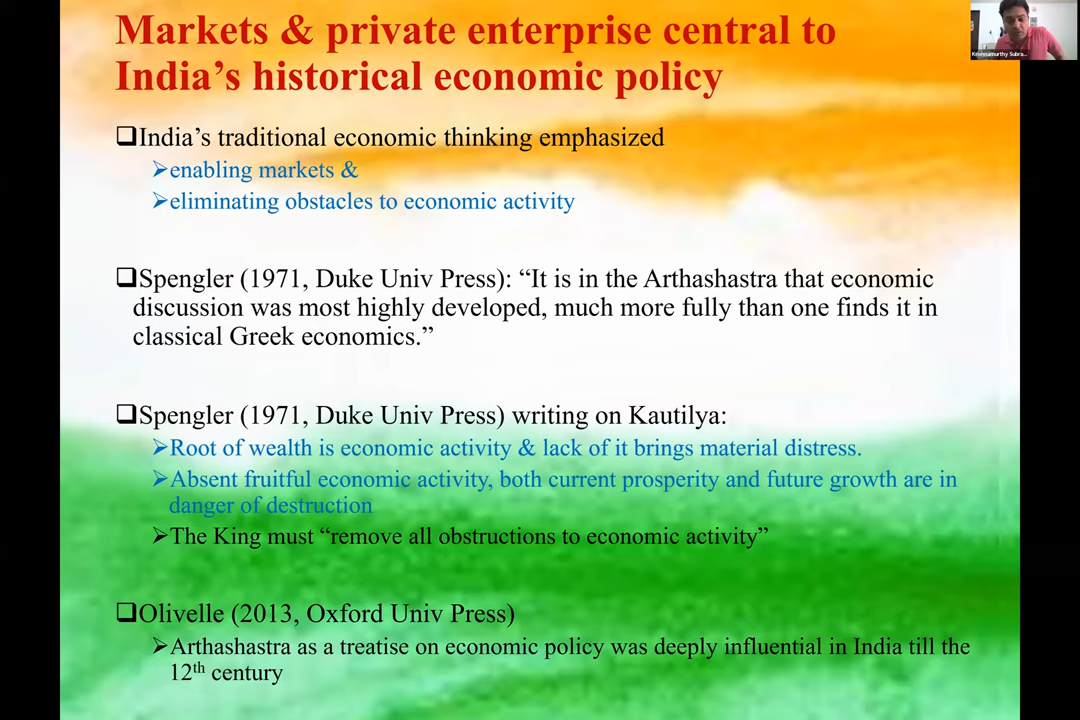 Markets & private enterprise central to
India's historical economic policy
Krishnamurthy Subra...
❑India's traditional economic thinking emphasized
➢enabling markets &
➢eliminating obstacles to economic activity
❑Spengler (1971, Duke Univ Press): “It is in the Arthashastra that economic
discussion was most highly developed, much more fully than one finds it in
classical Greek economics.”
❑Spengler (1971, Duke Univ Press) writing on Kautilya:
➢Root of wealth is economic activity & lack of it brings material distress.
➢Absent fruitful economic activity, both current prosperity and future growth are in
danger of destruction
➢The King must “remove all obstructions to economic activity”
❑Olivelle (2013, Oxford Univ Press)
➢Arthashastra as a treatise on economic policy was deeply influential in India till the
12th century